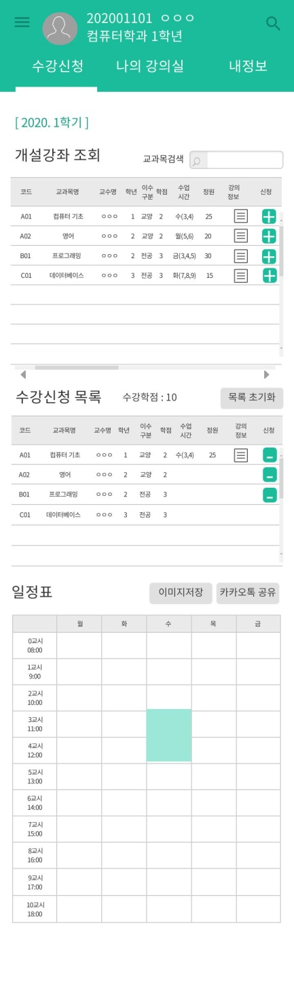 202001101 ㅇㅇㅇ
컴퓨터학과 1학년
수강신청 나의 강의실 내정보
[ 2020. 1학기 ]
개설강좌 조회 교과목검색
코드 교과목명 교수명 학년 이수구분 학점 수업시간 정원 강의정보 신청
A01 컴퓨터 기초 ㅇㅇㅇ 1 교양 2 수(3,4) 25
A02 영어 ㅇㅇㅇ 2 교양 2 월(5,6) 20
B01 프로그래밍 ㅇㅇㅇ 2 전공 3 금(3,4,5) 30
C01 데이터베이스 ㅇㅇㅇ 3 전공 3 화(7,8,9) 15
수강신청 목록 수강학점 : 10 목록 초기화
코드 교과목명 교수명 학년 이수구분 학점 수업시간 정원 강의정보 신청
A01 컴퓨터 기초 ㅇㅇㅇ 1 교양 2 수(3,4) 25
A02 영어 ㅇㅇㅇ 2 교양 2
B01 프로그래밍 ㅇㅇㅇ 2 전공 3
C01 데이터베이스 ㅇㅇㅇ 3 전공 3
일정표 이미지저장 카카오톡 공유
월 화 수 목 금
0교시
08:00
1교시
9:00
2교시
10:00
3교시
11:00
4교시
12:00
5교시
13:00
6교시
14:00
7교시
15:00
8교시
16:00
9교시
17:00
10교시
18:00